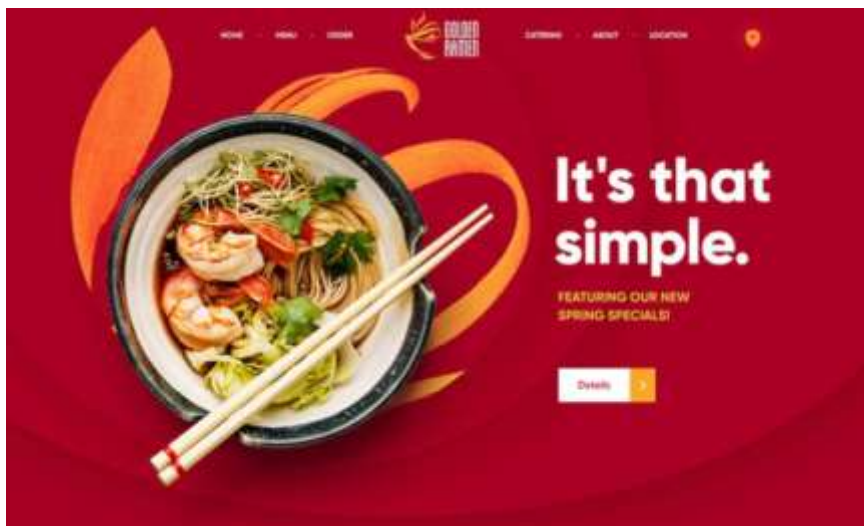 HOME · MENU · ORDER
GOLDEN
RAMEN
CATERING · ABOUT · LOCATION
It's that
simple.
FEATURING OUR NEW
SPRING SPECIALS!
Details